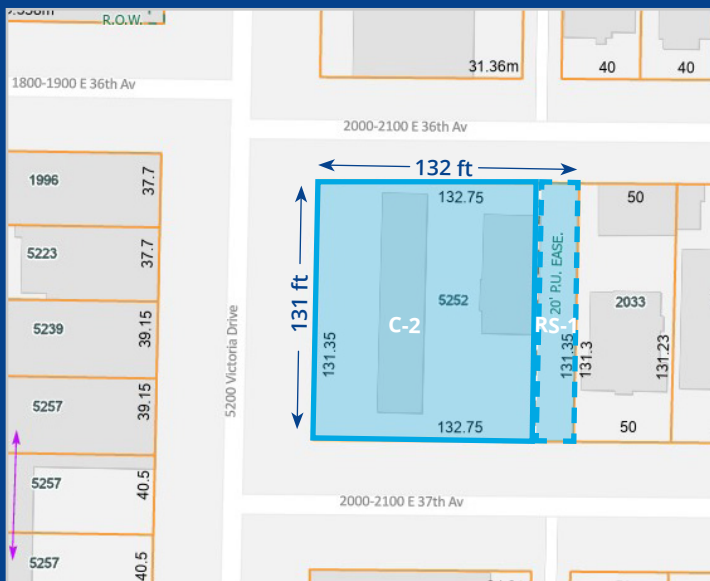 R.O.W.
31.36m
40
40
1800-1900 E 36th Av
2000-2100 E 36th Av
132 ft
1996
37.7
132.75
50
5223
37.7
20' P.U. EASE.
131 ft
5252
2033
5239
39.15
C-2
RS-1
5200 Victoria Drive
131.35
131.35
131.3
131.23
5257
39.15
132.75
50
5257
40.5
2000-2100 E 37th Av
5257
40.5